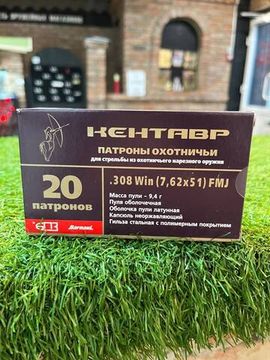 КЕНТАВР
ПАТРОНЫ ОХОТНИЧЬИ
для стрельбы из охотничьего нарезного оружия
20
патронов
.308 Win (7,62x51) FMJ
Масса пули – 9,4 г
Пуля оболочечная
Оболочка пули латунная
Капсюль неоржавляющий
Гильза стальная с полимерным покрытием
Barnaul